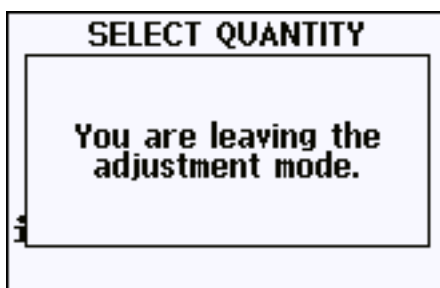 SELECT QUANTITY
You are leaving the
adjustment mode.
i